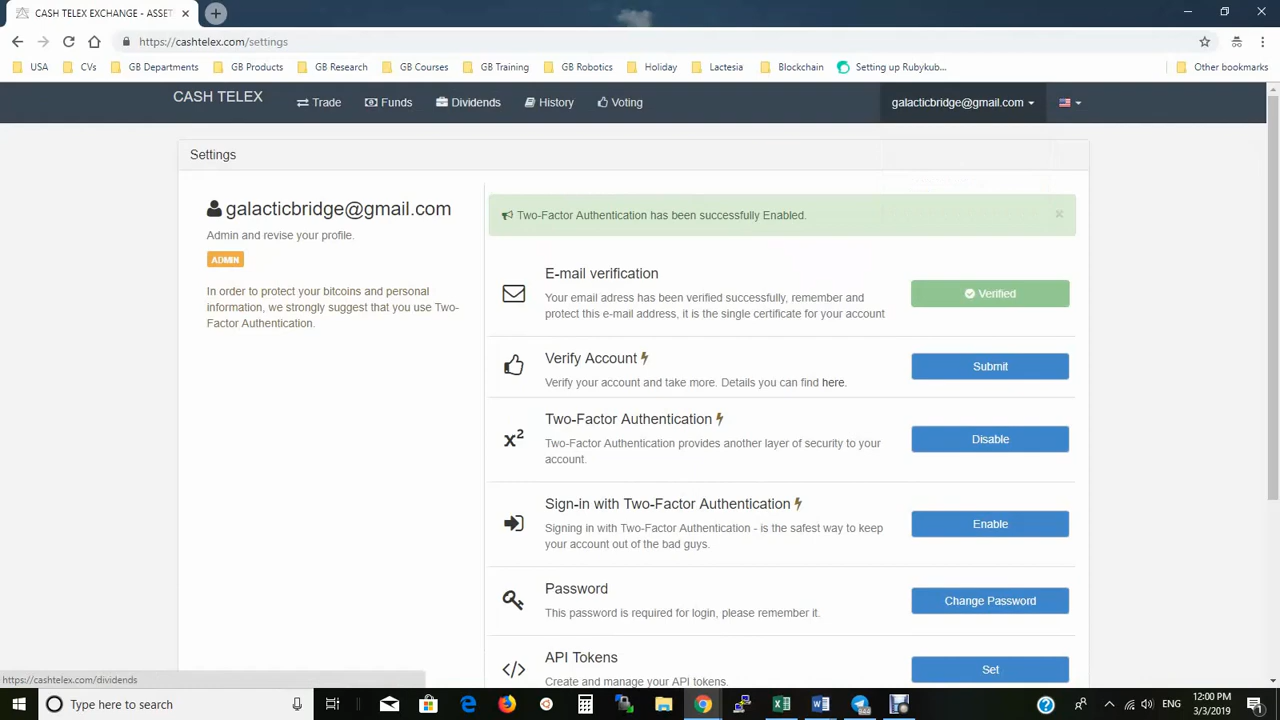 CASH TELEX EXCHANGE - ASSET
https://cashtelex.com/settings
USA CVs GB Departments GB Products GB Research GB Courses GB Training GB Robotics Holiday Lactesia Blockchain Setting up Rubykub... Other bookmarks
CASH TELEX Trade Funds Dividends History Voting galacticbridge@gmail.com
Settings
galacticbridge@gmail.com
Admin and revise your profile.
ADMIN
In order to protect your bitcoins and personal
information, we strongly suggest that you use Two-
Factor Authentication.
Two-Factor Authentication has been successfully Enabled. ×
E-mail verification
Your email adress has been verified successfully, remember and
protect this e-mail address, it is the single certificate for your account
Verified
Verify Account
Verify your account and take more. Details you can find here.
Submit
x²
Two-Factor Authentication
Two-Factor Authentication provides another layer of security to your
account.
Disable
Sign-in with Two-Factor Authentication
Signing in with Two-Factor Authentication - is the safest way to keep
your account out of the bad guys.
Enable
Password
This password is required for login, please remember it.
Change Password
</>
API Tokens
Create and manage your API tokens.
Set
https://cashtelex.com/dividends
Type here to search
ENG
12:00 PM
3/3/2019